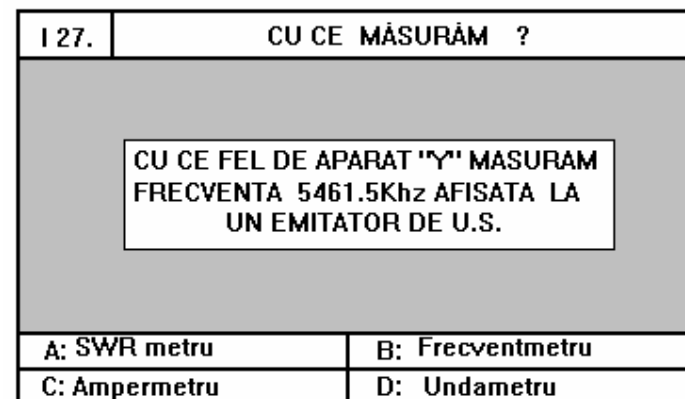 I 27. CU CE MĂSURĂM ?
CU CE FEL DE APARAT "Y" MASURAM
FRECVENTA 5461.5Khz AFISATA LA
UN EMITATOR DE U.S.
A: SWR metru B: Frecventmetru
C: Ampermetru D: Undametru